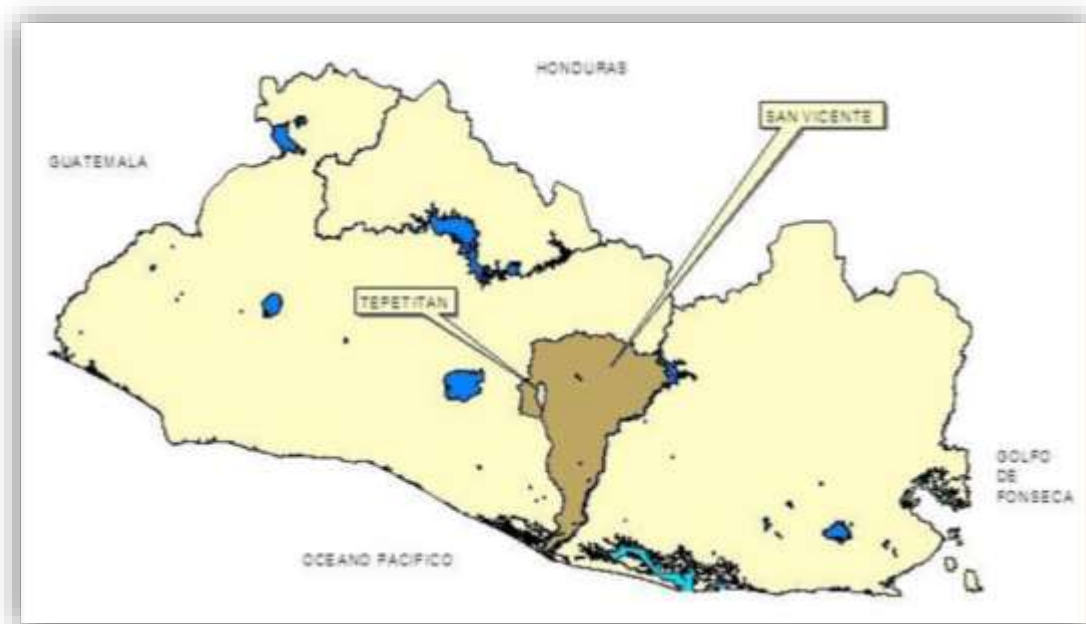 HONDURAS
SAN VICENTE
GUATEMALA
TEPETITAN
GOLFO
DE
FONSECA
OCEANO PACIFICO